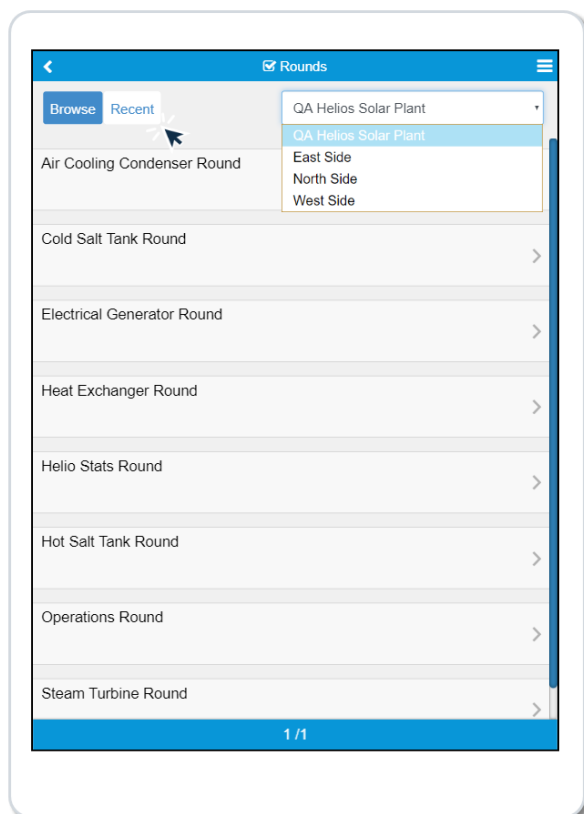 Rounds
Browse Recent QA Helios Solar Plant
QA Helios Solar Plant
East Side
North Side
West Side
Air Cooling Condenser Round
Cold Salt Tank Round
Electrical Generator Round
Heat Exchanger Round
Helio Stats Round
Hot Salt Tank Round
Operations Round
Steam Turbine Round
1 /1